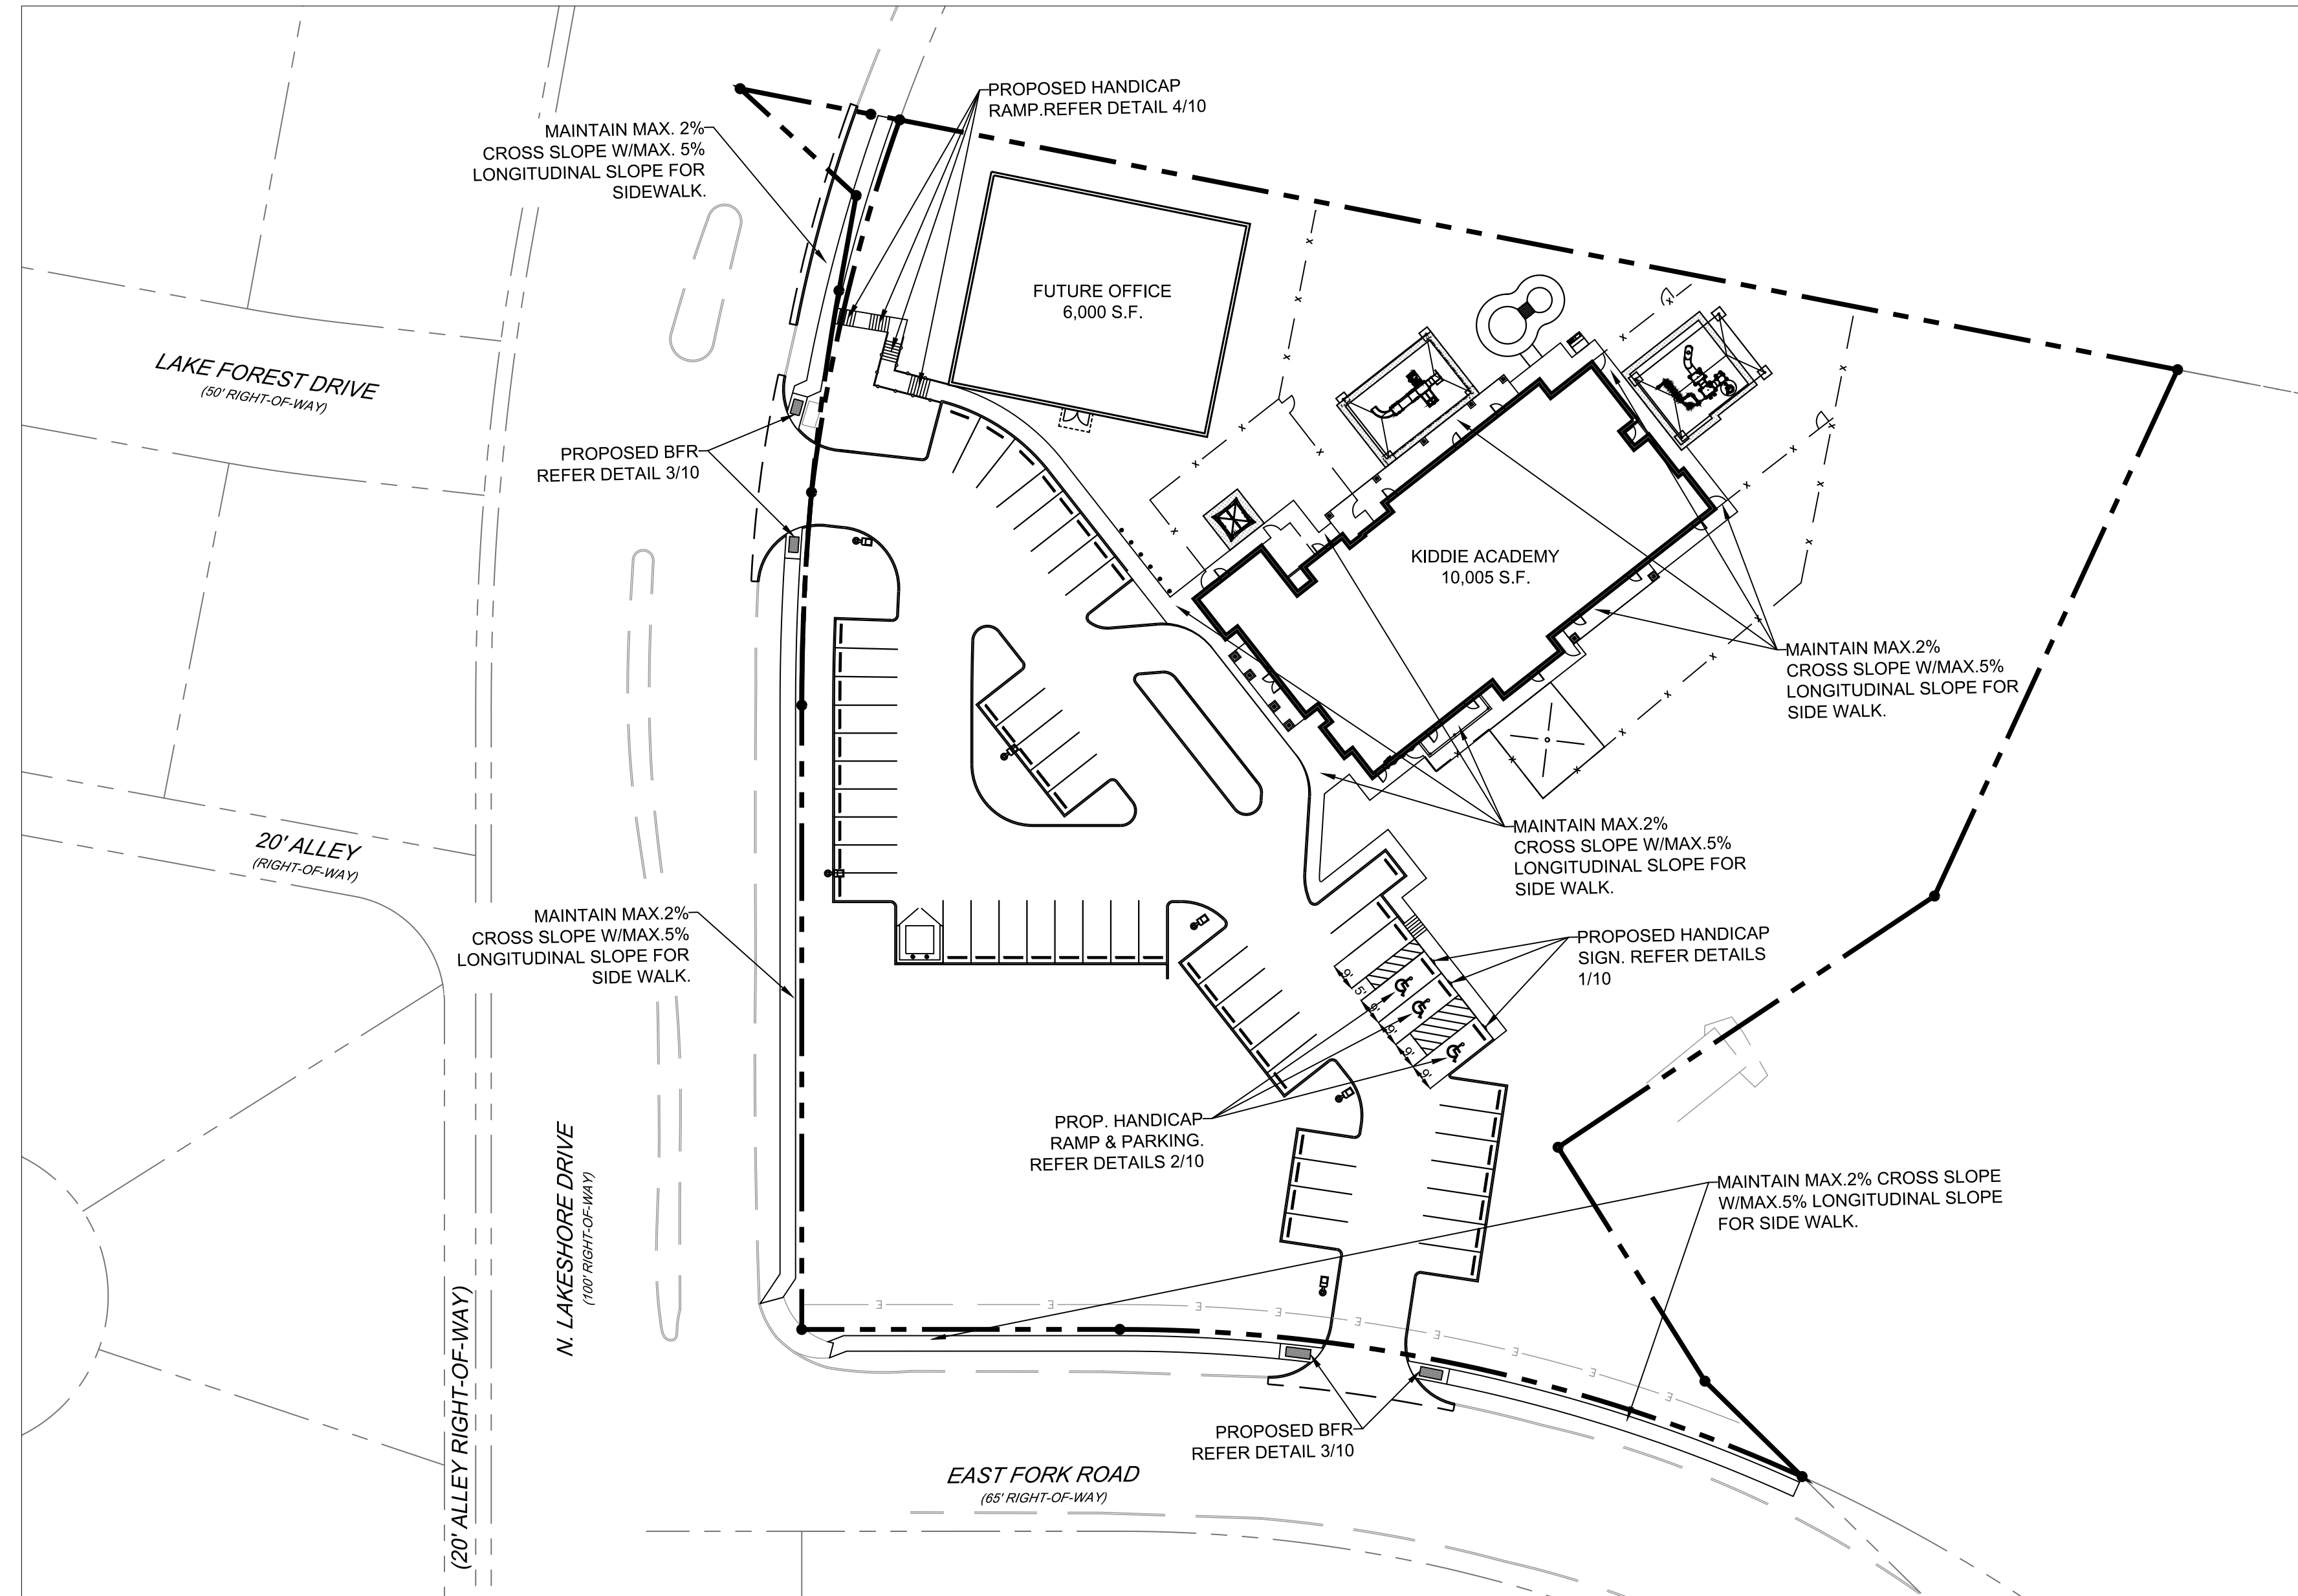 PROPOSED HANDICAP
RAMP.REFER DETAIL 4/10
MAINTAIN MAX. 2%
CROSS SLOPE W/MAX. 5%
LONGITUDINAL SLOPE FOR
SIDEWALK.
FUTURE OFFICE
6,000 S.F.
LAKE FOREST DRIVE
(50' RIGHT-OF-WAY)
PROPOSED BFR
REFER DETAIL 3/10
KIDDIE ACADEMY
10,005 S.F.
MAINTAIN MAX.2%
CROSS SLOPE W/MAX.5%
LONGITUDINAL SLOPE FOR
SIDE WALK.
MAINTAIN MAX.2%
CROSS SLOPE W/MAX.5%
LONGITUDINAL SLOPE FOR
SIDE WALK.
20' ALLEY
(RIGHT-OF-WAY)
MAINTAIN MAX.2%
CROSS SLOPE W/MAX.5%
LONGITUDINAL SLOPE FOR
SIDE WALK.
PROPOSED HANDICAP
SIGN. REFER DETAILS
1/10
9'
5'
9'
9'
9'
9'
PROP. HANDICAP
RAMP & PARKING.
REFER DETAILS 2/10
N. LAKESHORE DRIVE
(100' RIGHT-OF-WAY)
MAINTAIN MAX.2% CROSS SLOPE
W/MAX.5% LONGITUDINAL SLOPE
FOR SIDE WALK.
(20' ALLEY RIGHT-OF-WAY)
E
E
E
E
E
E
E
E
E
PROPOSED BFR
REFER DETAIL 3/10
EAST FORK ROAD
(65' RIGHT-OF-WAY)